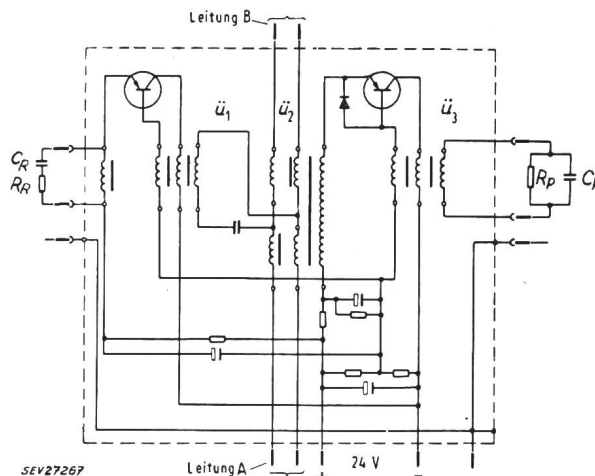 Leitung B
ü1 ü2 ü3
CR
RR
Rp
24 V
Leitung A
SEV27267